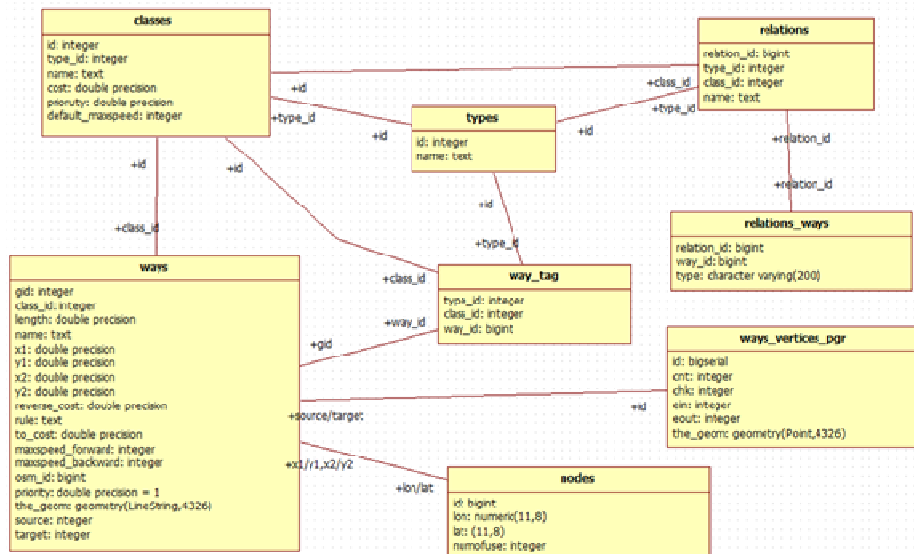 classes
id: integer
type_id: integer
name: text
cost: double precision
priority: double precision
default_maxspeed: integer
relations
relation_id: bigint
type_id: integer
class_id: integer
name: text
+id
+class_id
+type_id
+type_id
+id
+id
types
id: integer
name: text
+id
+id
+id
+class_id
+type_id
+relation_id
+relation_id
relations_ways
relation_id: bigint
way_id: bigint
type: character varying(200)
ways
gid: integer
class_id: integer
length: double precision
name: text
x1: double precision
y1: double precision
x2: double precision
y2: double precision
reverse_cost: double precision
rule: text
to_cost: double precision
maxspeed_forward: integer
maxspeed_backward: integer
osm_id: bigint
priority: double precision = 1
the_geom: geometry(LineString,4326)
source: integer
target: integer
+class_id
way_tag
type_id: integer
class_id: integer
way_id: bigint
+way_id
+gid
ways_vertices_pgr
id: bigserial
cnt: integer
chk: integer
ein: integer
eout: integer
the_geom: geometry(Point,4326)
+source/target
+id
+x1/y1,x2/y2
+lon/lat
nodes
id: bigint
lon: numeric(11,8)
lat: (11,8)
numofuse: integer